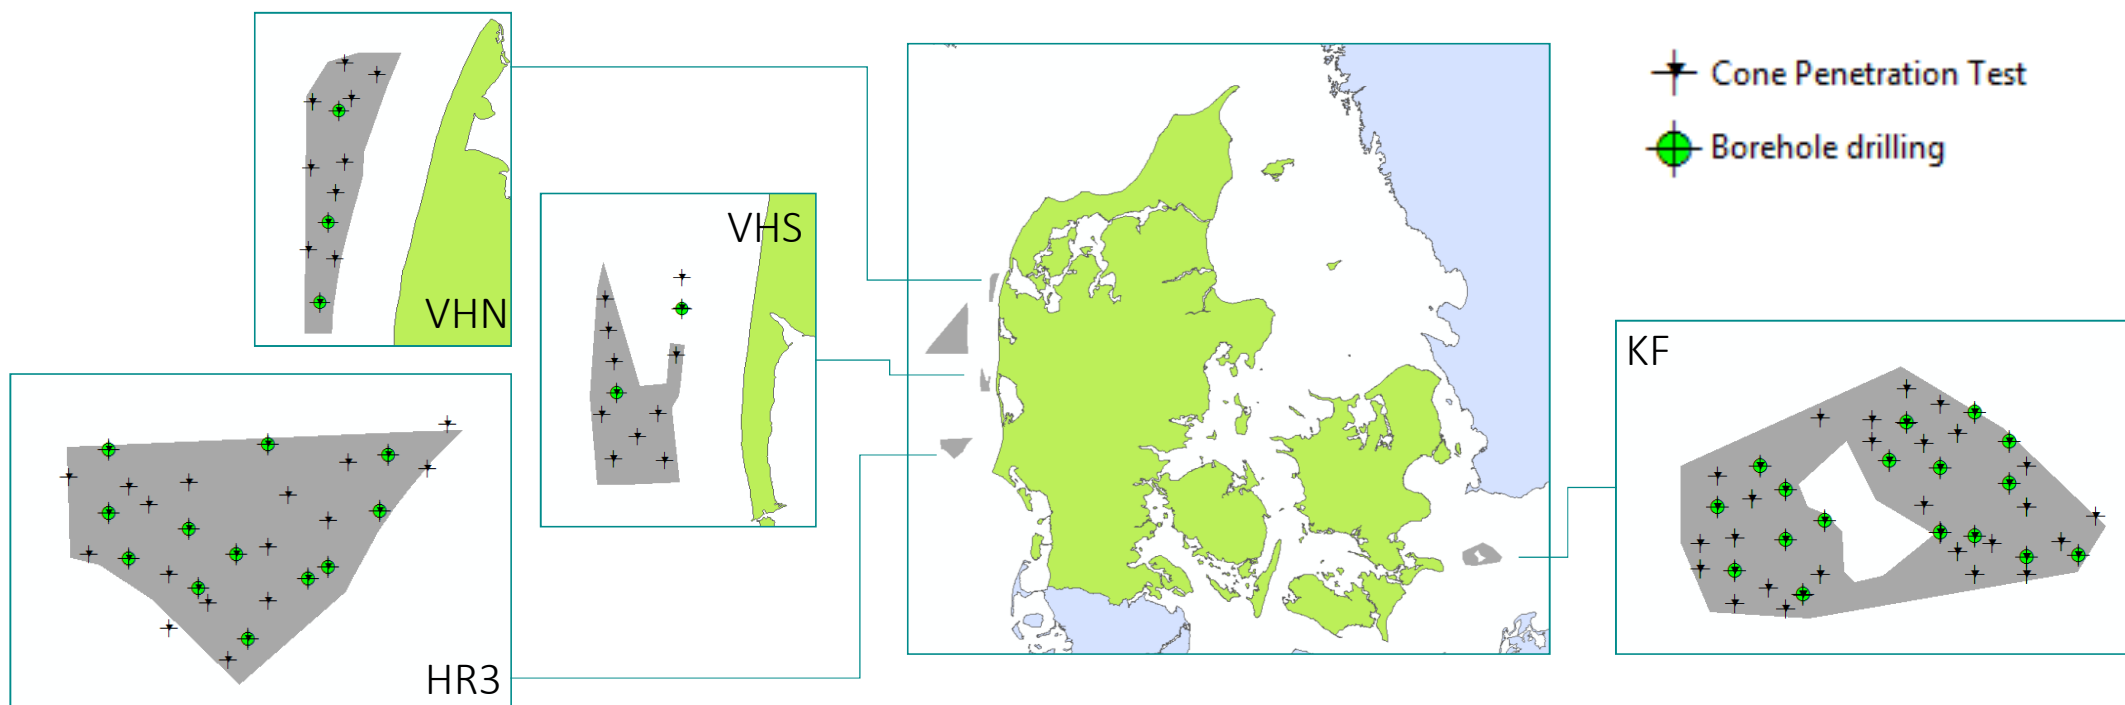 Cone Penetration Test
Borehole drilling
VHS
VHN
KF
HR3